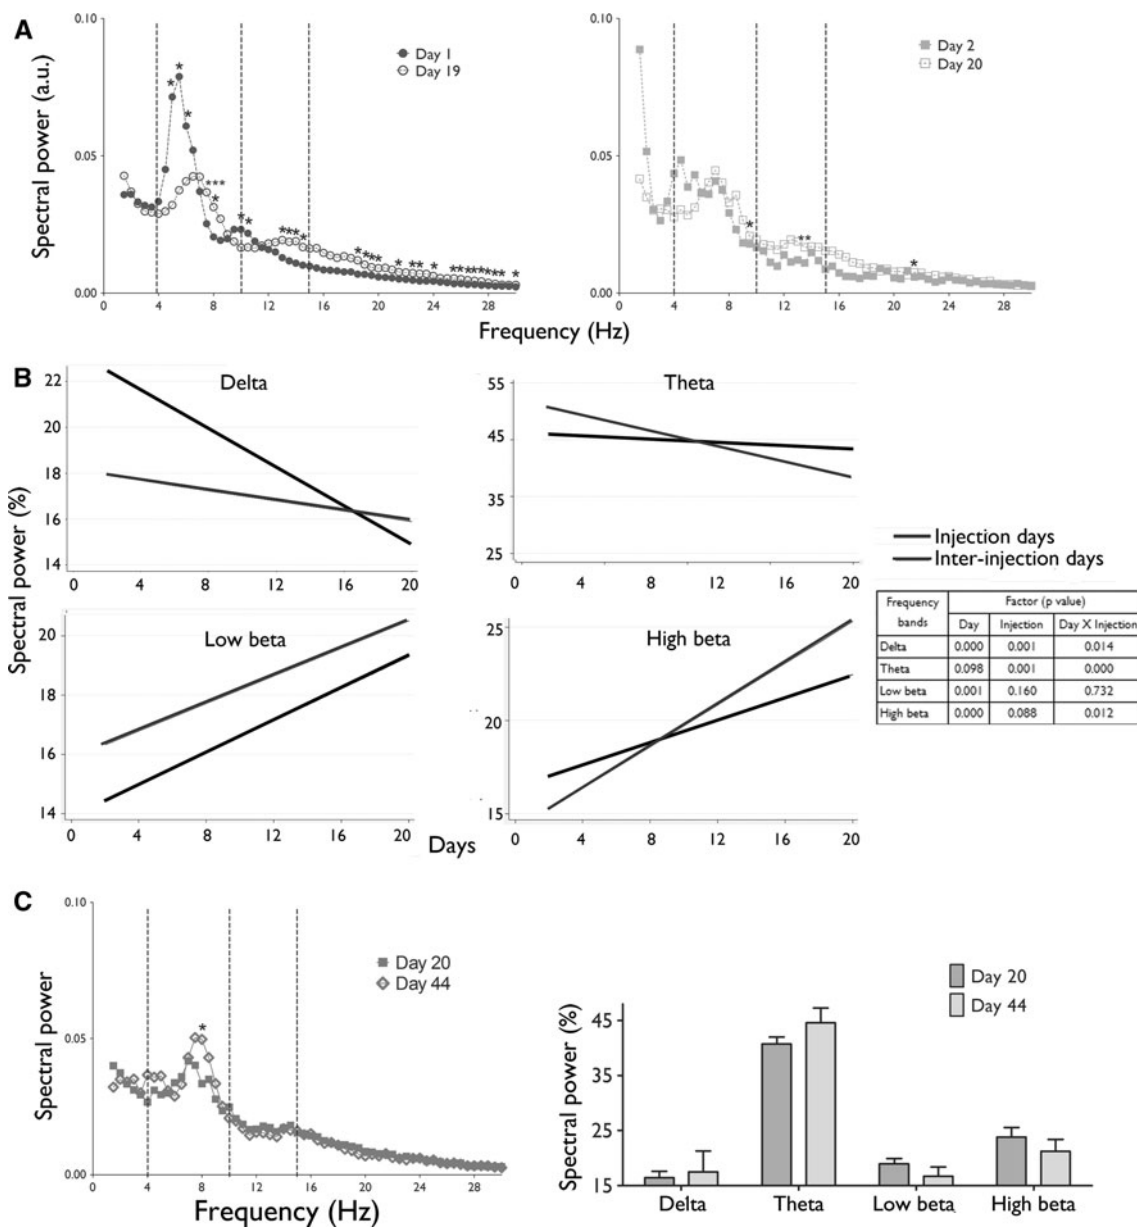 A
0.10
0.05
0.00
Spectral power (a.u.)
Day 1
Day 19
* * * *** * * * *** * **** * *** * ******** *
0 4 8 12 16 20 24 28
0.10
0.05
0.00
Day 2
Day 20
* ** *
0 4 8 12 16 20 24 28
Frequency (Hz)
B
Spectral power (%)
Delta
22
20
18
16
14
0 4 8 12 16 20
Theta
55
45
35
25
0 4 8 12 16 20
Low beta
20
18
16
14
0 4 8 12 16 20
High beta
25
20
15
0 4 8 12 16 20
Days
Injection days
Inter-injection days
Frequency bands Factor (p value)
Day Injection Day X Injection
Delta 0.000 0.001 0.014
Theta 0.098 0.001 0.000
Low beta 0.001 0.160 0.732
High beta 0.000 0.088 0.012
C
0.10
0.05
0.00
Spectral power
Day 20
Day 44
*
0 4 8 12 16 20 24 28
Frequency (Hz)
Spectral power (%)
45
35
25
15
Day 20
Day 44
Delta Theta Low beta High beta